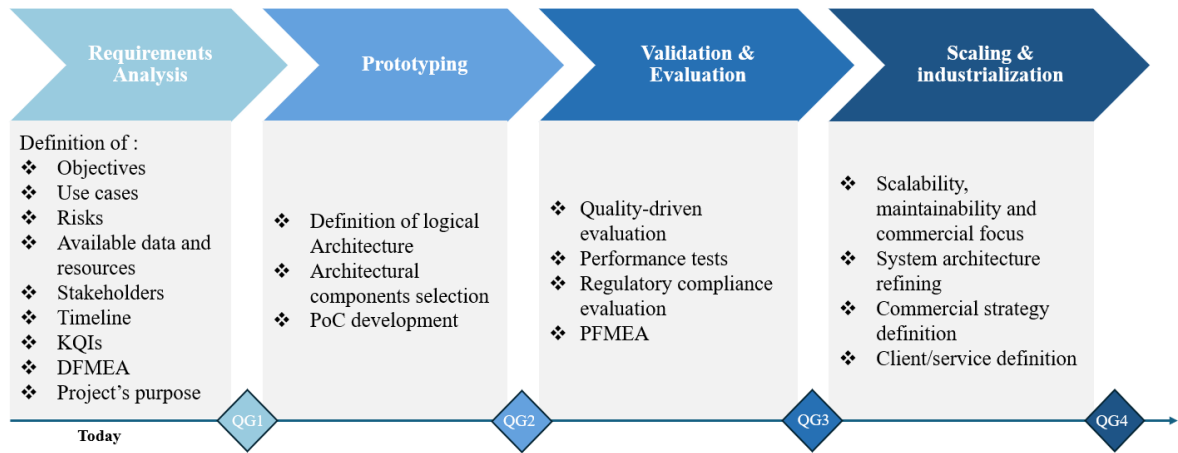 Requirements
Analysis
Prototyping
Validation &
Evaluation
Scaling &
industrialization
Definition of :
❖ Objectives
❖ Use cases
❖ Risks
❖ Available data and
resources
❖ Stakeholders
❖ Timeline
❖ KQIs
❖ DFMEA
❖ Project's purpose
❖ Definition of logical
Architecture
❖ Architectural
components selection
❖ PoC development
❖ Quality-driven
evaluation
❖ Performance tests
❖ Regulatory compliance
evaluation
❖ PFMEA
❖ Scalability,
maintainability and
commercial focus
❖ System architecture
refining
❖ Commercial strategy
definition
❖ Client/service definition
QG1
QG2
QG3
QG4
Today